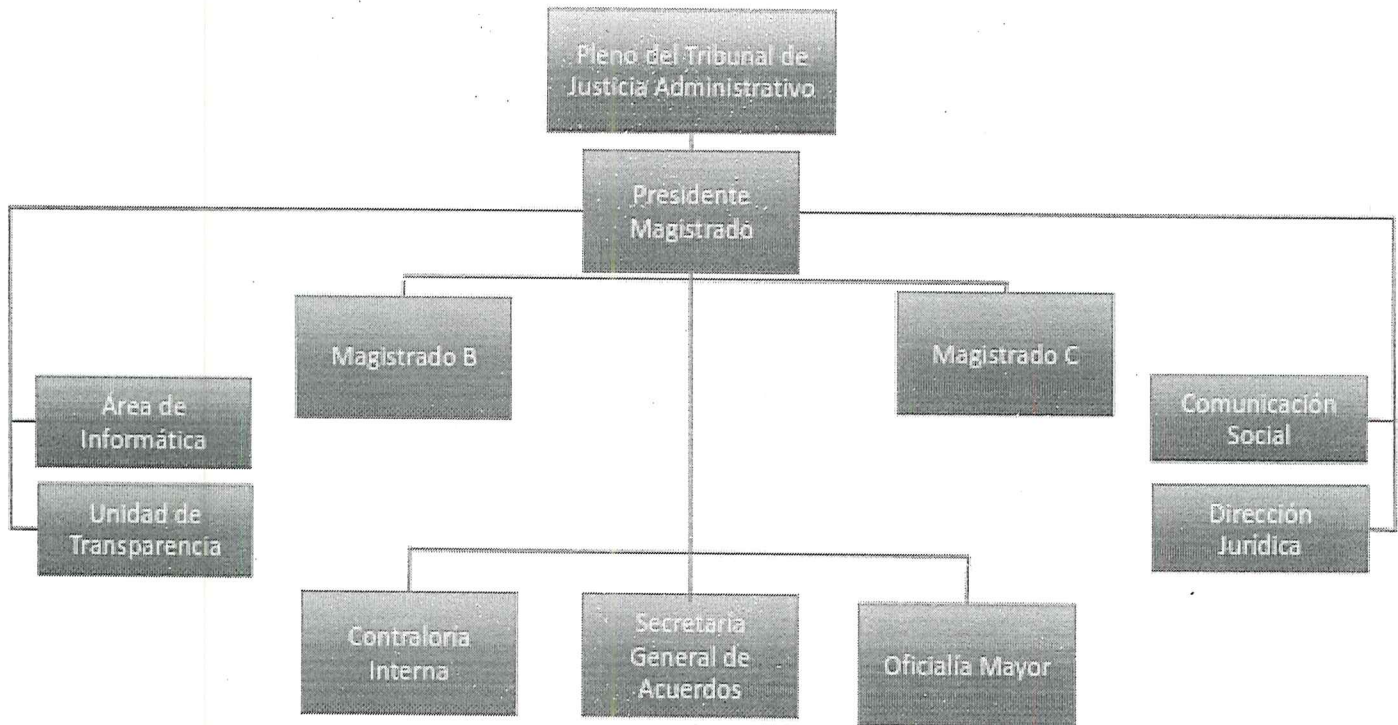 Pleno del Tribunal de
Justicia Administrativo
Presidente
Magistrado
Magistrado B
Magistrado C
Área de
Informática
Comunicación
Social
Unidad de
Transparencia
Dirección
Jurídica
Contraloría
Interna
Secretaria
General de
Acuerdos
Oficialía Mayor